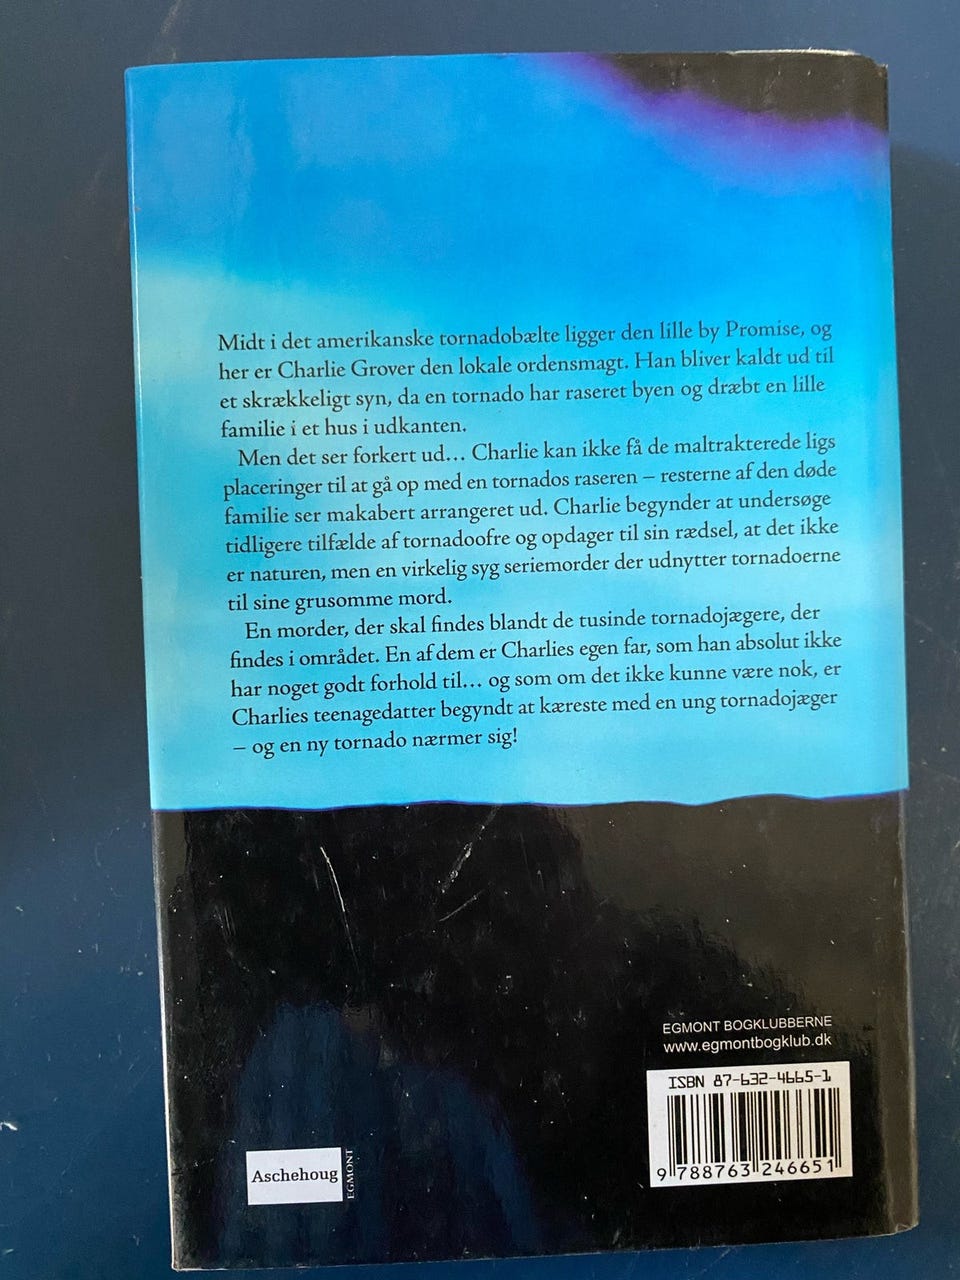 Midt i det amerikanske tornadobælte ligger den lille by Promise, og
her er Charlie Grover den lokale ordensmagt. Han bliver kaldt ud til
et skrækkeligt syn, da en tornado har raseret byen og dræbt en lille
familie i et hus i udkanten.
Men det ser forkert ud... Charlie kan ikke få de maltrakterede ligs
placeringer til at gå op med en tornados raseren – resterne af den døde
familie ser makabert arrangeret ud. Charlie begynder at undersøge
tidligere tilfælde af tornadoofre og opdager til sin rædsel, at det ikke
er naturen, men en virkelig syg seriemorder der udnytter tornadoerne
til sine grusomme mord.
En morder, der skal findes blandt de tusinde tornadojægere, der
findes i området. En af dem er Charlies egen far, som han absolut ikke
har noget godt forhold til... og som om det ikke kunne være nok, er
Charlies teenagedatter begyndt at kæreste med en ung tornadojæger
– og en ny tornado nærmer sig!
EGMONT BOGKLUBBERNE
www.egmontbogklub.dk
ISBN 87-632-4665-1
9 788763 246651
Aschehoug
EGMONT